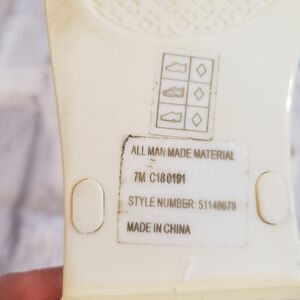 ALL MAN MADE MATERIAL
7M C180191
STYLE NUMBER: 51148678
MADE IN CHINA